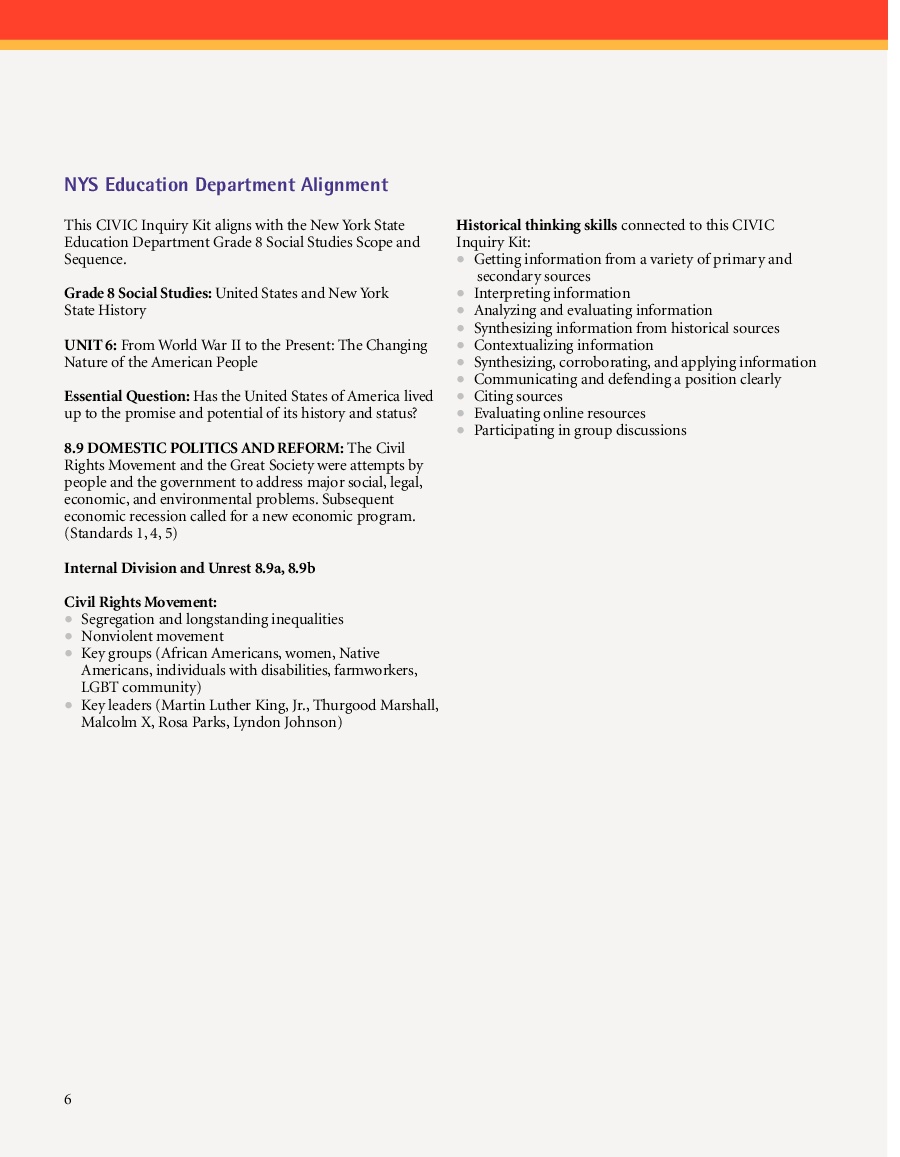 NYS Education Department Alignment
This CIVIC Inquiry Kit aligns with the New York State
Education Department Grade 8 Social Studies Scope and
Sequence.
Grade 8 Social Studies: United States and New York
State History
UNIT 6: From World War II to the Present: The Changing
Nature of the American People
Essential Question: Has the United States of America lived
up to the promise and potential of its history and status?
8.9 DOMESTIC POLITICS AND REFORM: The Civil
Rights Movement and the Great Society were attempts by
people and the government to address major social, legal,
economic, and environmental problems. Subsequent
economic recession called for a new economic program.
(Standards 1, 4, 5)
Internal Division and Unrest 8.9a, 8.9b
Civil Rights Movement:
• Segregation and longstanding inequalities
• Nonviolent movement
• Key groups (African Americans, women, Native
Americans, individuals with disabilities, farmworkers,
LGBT community)
• Key leaders (Martin Luther King, Jr., Thurgood Marshall,
Malcolm X, Rosa Parks, Lyndon Johnson)
Historical thinking skills connected to this CIVIC
Inquiry Kit:
• Getting information from a variety of primary and
secondary sources
• Interpreting information
• Analyzing and evaluating information
• Synthesizing information from historical sources
• Contextualizing information
• Synthesizing, corroborating, and applying information
• Communicating and defending a position clearly
• Citing sources
• Evaluating online resources
• Participating in group discussions
6